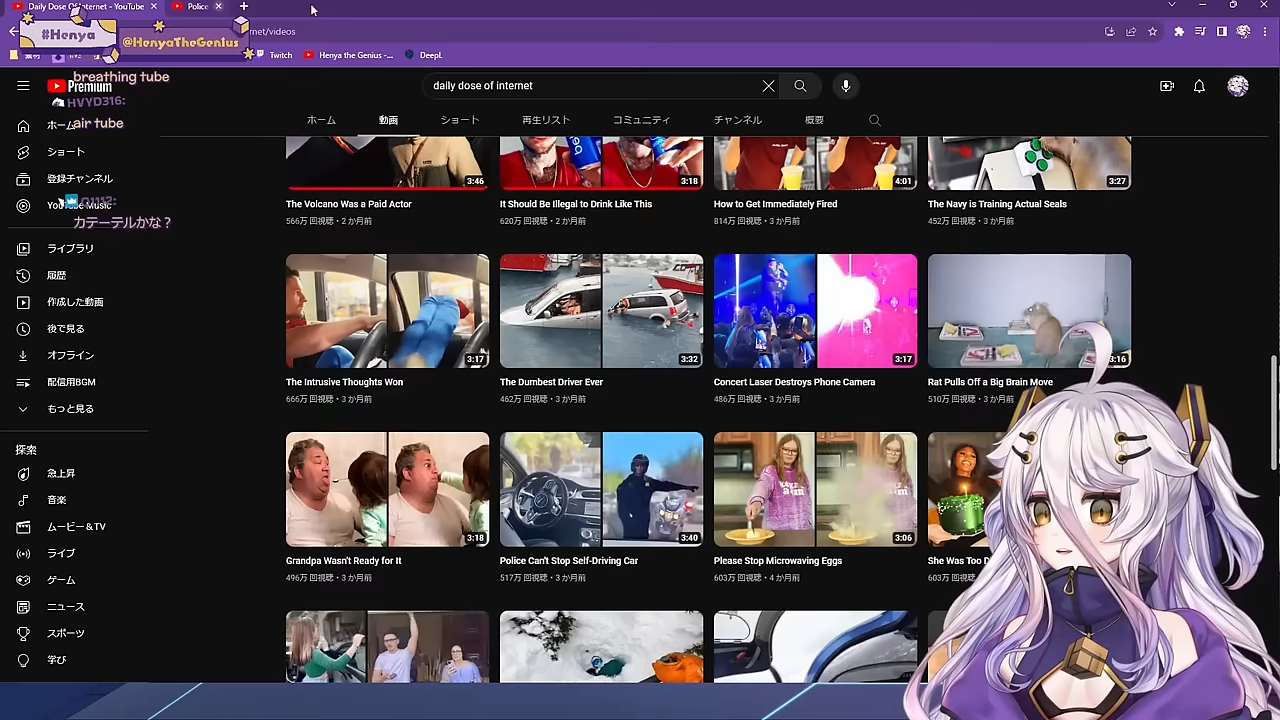 Daily Dose Of Internet - YouTube
Police
#Henya
@HenyaTheGenius
rnet/videos
Twitch
Henya the Genius -...
DeepL
breathing tube
Premium
daily dose of internet
HVYD316:
air tube
ホーム
動画
ショート
再生リスト
コミュニティ
チャンネル
概要
ホーム
ショート
登録チャンネル
YouTube Music
カテーテルかな？
ライブラリ
履歴
作成した動画
後で見る
オフライン
配信用BGM
もっと見る
探索
急上昇
音楽
ムービー&TV
ライブ
ゲーム
ニュース
スポーツ
学び
3:46
The Volcano Was a Paid Actor
566万 回視聴・2 か月前
3:18
It Should Be Illegal to Drink Like This
620万 回視聴・2 か月前
4:01
How to Get Immediately Fired
814万 回視聴・3 か月前
3:27
The Navy is Training Actual Seals
452万 回視聴・3 か月前
3:17
The Intrusive Thoughts Won
666万 回視聴・3 か月前
3:32
The Dumbest Driver Ever
462万 回視聴・3 か月前
3:17
Concert Laser Destroys Phone Camera
486万 回視聴・3 か月前
3:16
Rat Pulls Off a Big Brain Move
510万 回視聴・3 か月前
3:18
Grandpa Wasn't Ready for It
496万 回視聴・3 か月前
3:40
Police Can't Stop Self-Driving Car
517万 回視聴・3 か月前
3:06
Please Stop Microwaving Eggs
603万 回視聴・4 か月前
She Was Too D
603万 回視聴